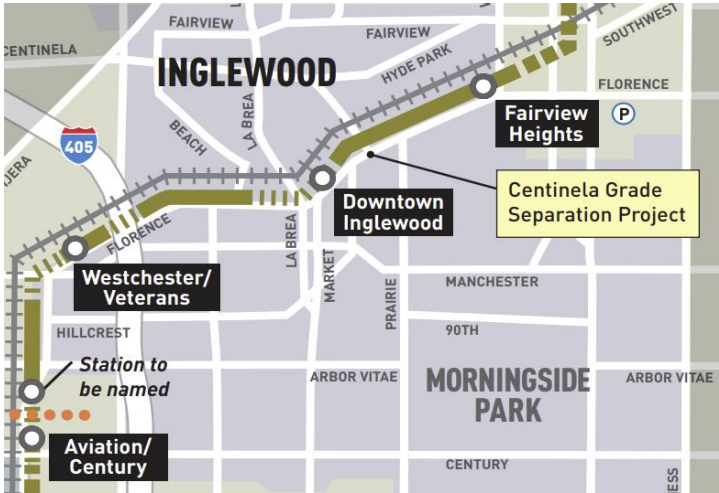 FAIRVIEW
FAIRVIEW
SOUTHWEST
CENTINELA
INGLEWOOD
HYDE PARK
FLORENCE
LA BREA
BEACH
Fairview
Heights
P
405
IJERA
Centinela Grade
Separation Project
Downtown
Inglewood
FLORENCE
LA BREA
MARKET
Westchester/
Veterans
MANCHESTER
PRAIRIE
HILLCREST
90TH
Station to
be named
ARBOR VITAE
MORNINGSIDE
PARK
ARBOR VITAE
Aviation/
Century
CENTURY
ESS